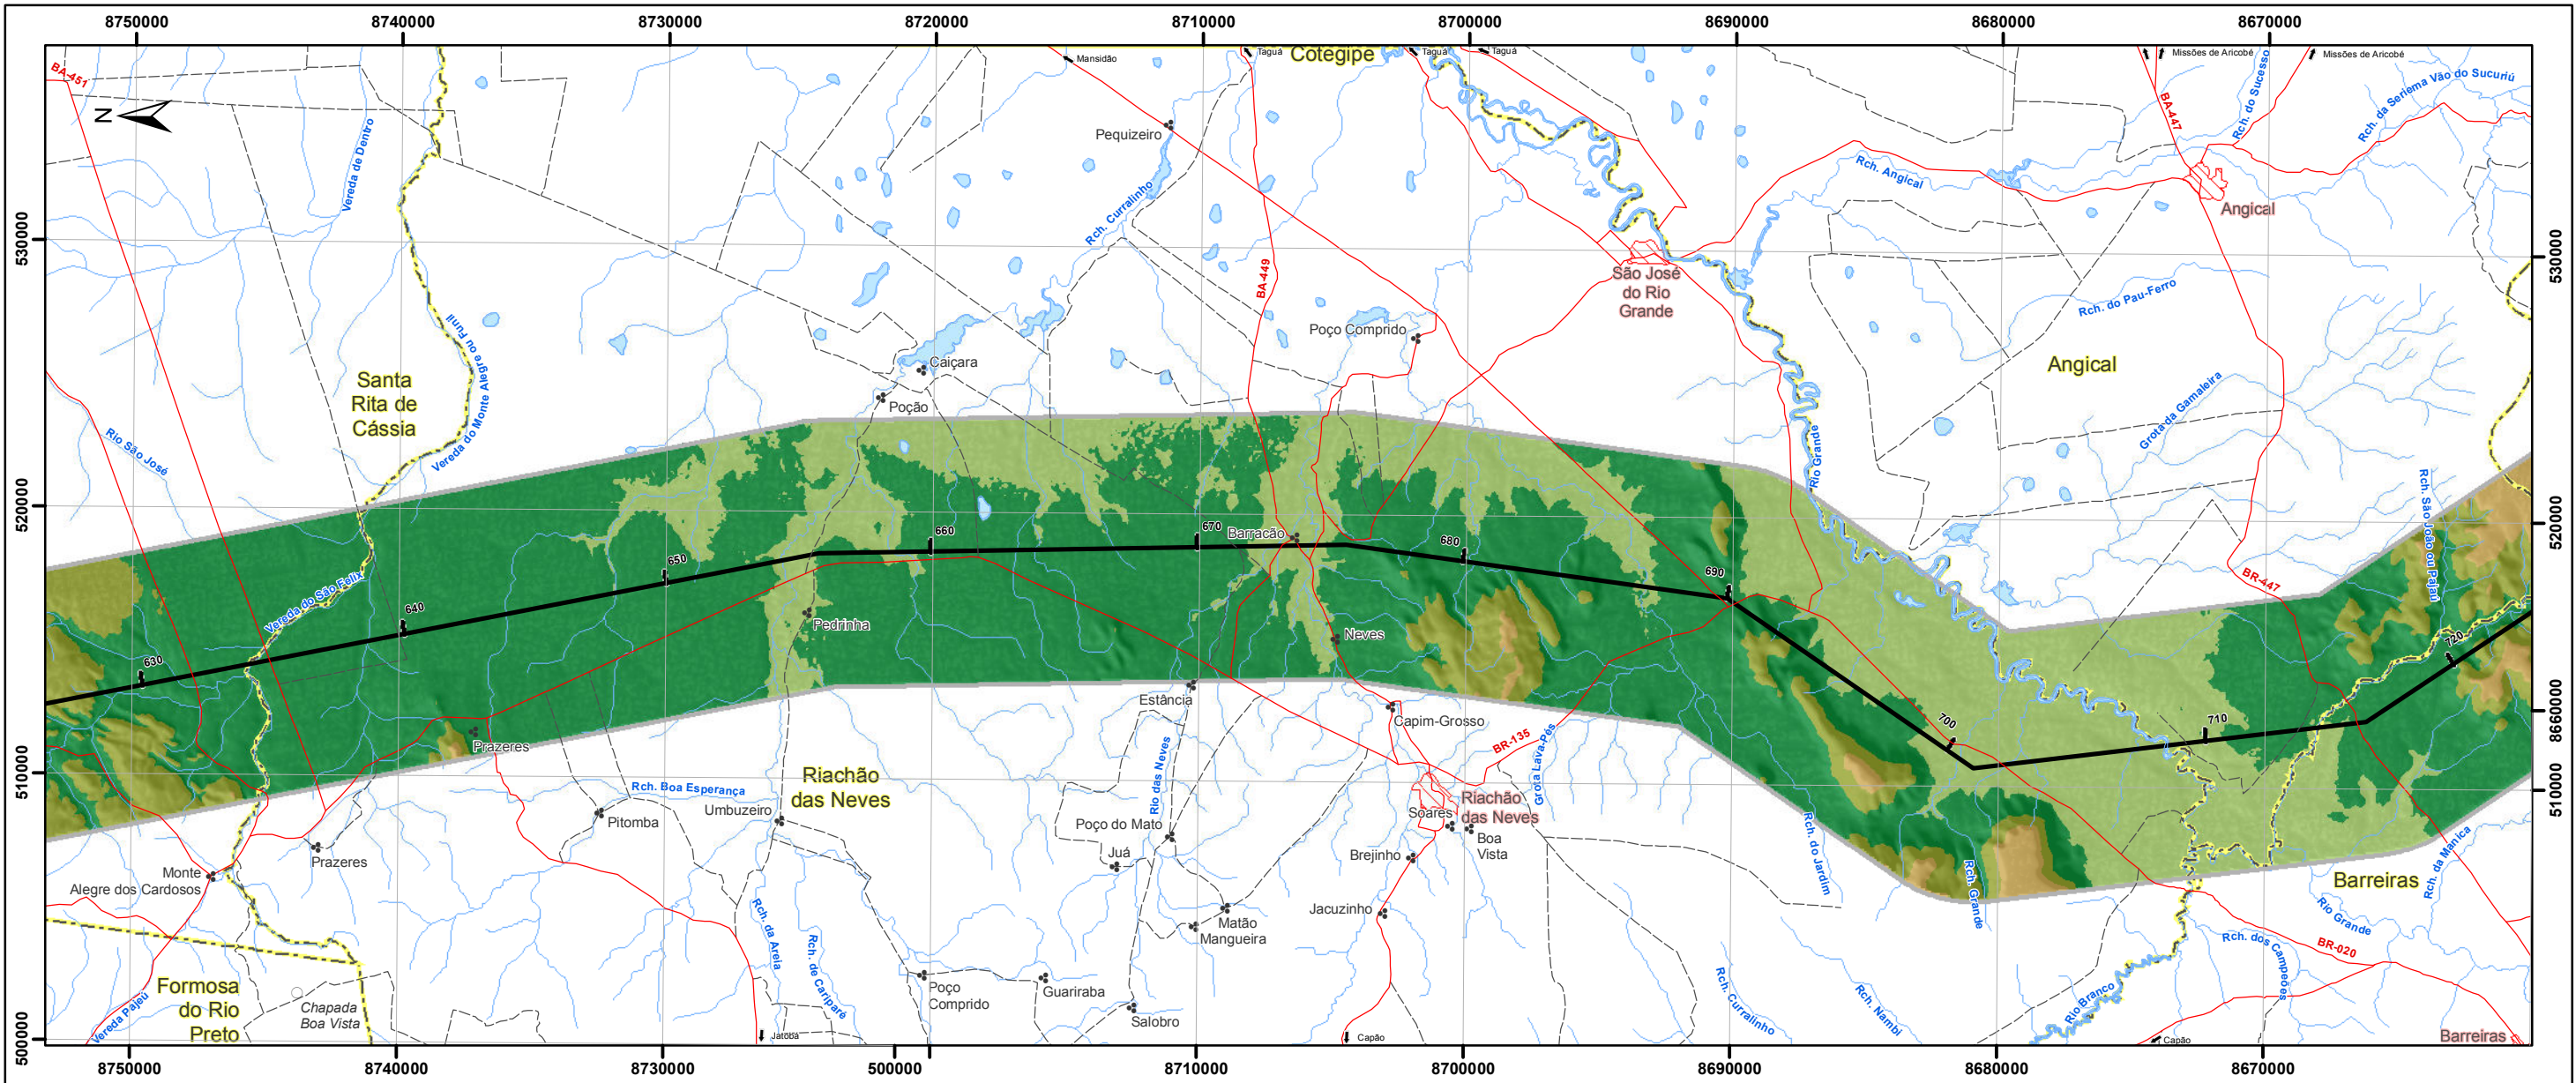 8750000
8740000
8730000
8720000
8710000
8700000
8690000
8680000
8670000
BA-451
N
Vereda de Dentro
Mansidão
Taguá
Cotegipe
Taguá
Taguá
Missões de Aricobé
Missões de Aricobé
Rch. do Sucesso
Rch. da Seriema Vão do Sucuriú
BA-447
Pequizeiro
Rch. Curralinho
Rch. Angical
Angical
530000
530000
BA-449
São José
do Rio
Grande
Rch. do Pau-Ferro
Poço Comprido
Vereda do Monte Alegre ou Funil
Santa
Rita de
Cássia
Caiçara
Poção
Angical
Grota da Gamaleira
Rio São José
Rio Grande
Rch. São João ou Pajaú
520000
520000
630
640
650
660
670
680
690
700
710
720
Barracão
BR-447
Vereda do São Felix
Pedrinha
Neves
Estância
Capim-Grosso
8660000
Prazeres
BR-135
Grota Lava-Pés
510000
510000
Riachão
das Neves
Rch. Boa Esperança
Rio das Neves
Umbuzeiro
Pitomba
Poço do Mato
Soares
Riachão
das Neves
Boa
Vista
Juá
Brejinho
Prazeres
Monte
Alegre dos Cardosos
Rch. do Jardim
Rch. Grande
Barreiras
Rch. da Manica
Jacuzinho
Matão
Mangueira
Rio Grande
Rch. da Areia
Rch. de Cariparé
Rch. dos Campeões
BR-020
Formosa
do Rio
Preto
Vereda Pajeú
Chapada
Boa Vista
Poço
Comprido
Guariraba
Salobro
Rch. Curralinho
Rch. Nambi
Rio Branco
Jatobá
Capão
Capão
Barreiras
500000
8750000
8740000
8730000
500000
8710000
8700000
8690000
8680000
8670000